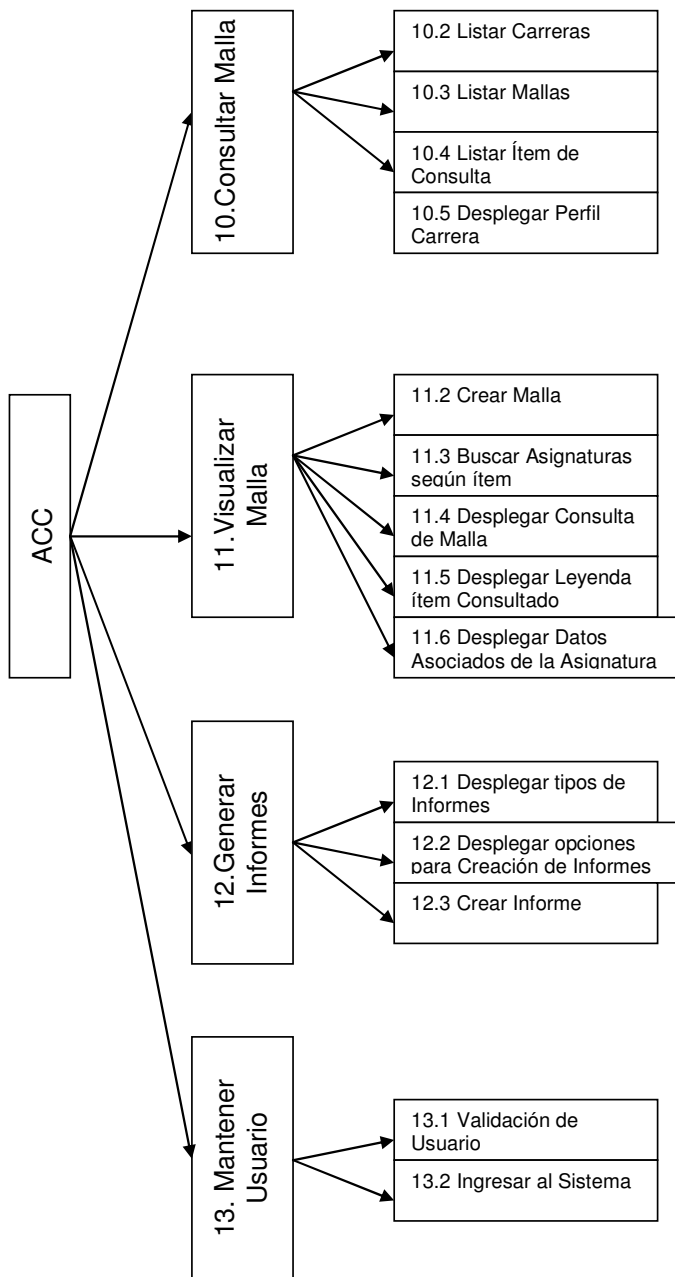 ACC
10.Consultar Malla
10.2 Listar Carreras
10.3 Listar Mallas
10.4 Listar Ítem de
Consulta
10.5 Desplegar Perfil
Carrera
11.Visualizar
Malla
11.2 Crear Malla
11.3 Buscar Asignaturas
según ítem
11.4 Desplegar Consulta
de Malla
11.5 Desplegar Leyenda
ítem Consultado
11.6 Desplegar Datos
Asociados de la Asignatura
12.Generar
Informes
12.1 Desplegar tipos de
Informes
12.2 Desplegar opciones
para Creación de Informes
12.3 Crear Informe
13. Mantener
Usuario
13.1 Validación de
Usuario
13.2 Ingresar al Sistema